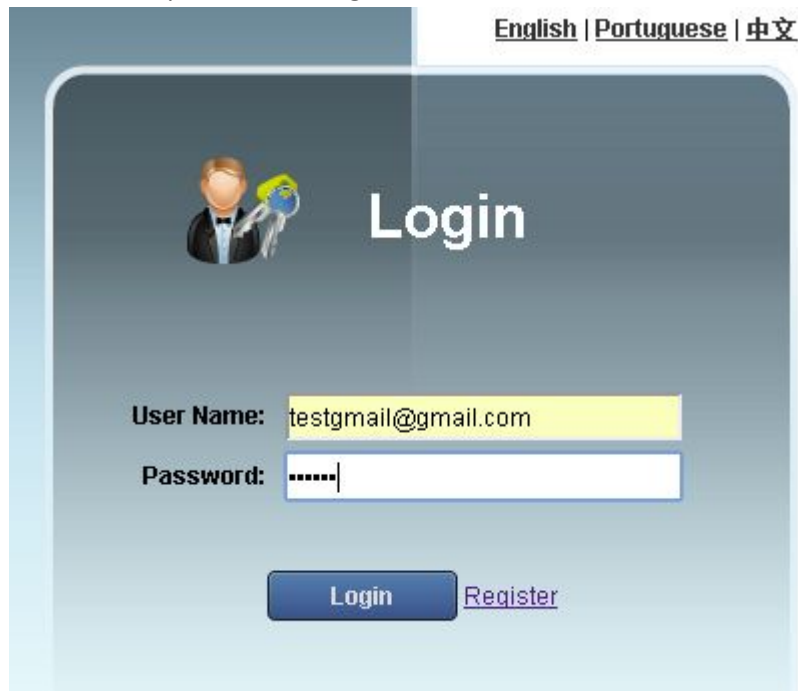 English | Portuguese | 中文
Login
User Name: testgmail@gmail.com
Password: ••••••
Login Register